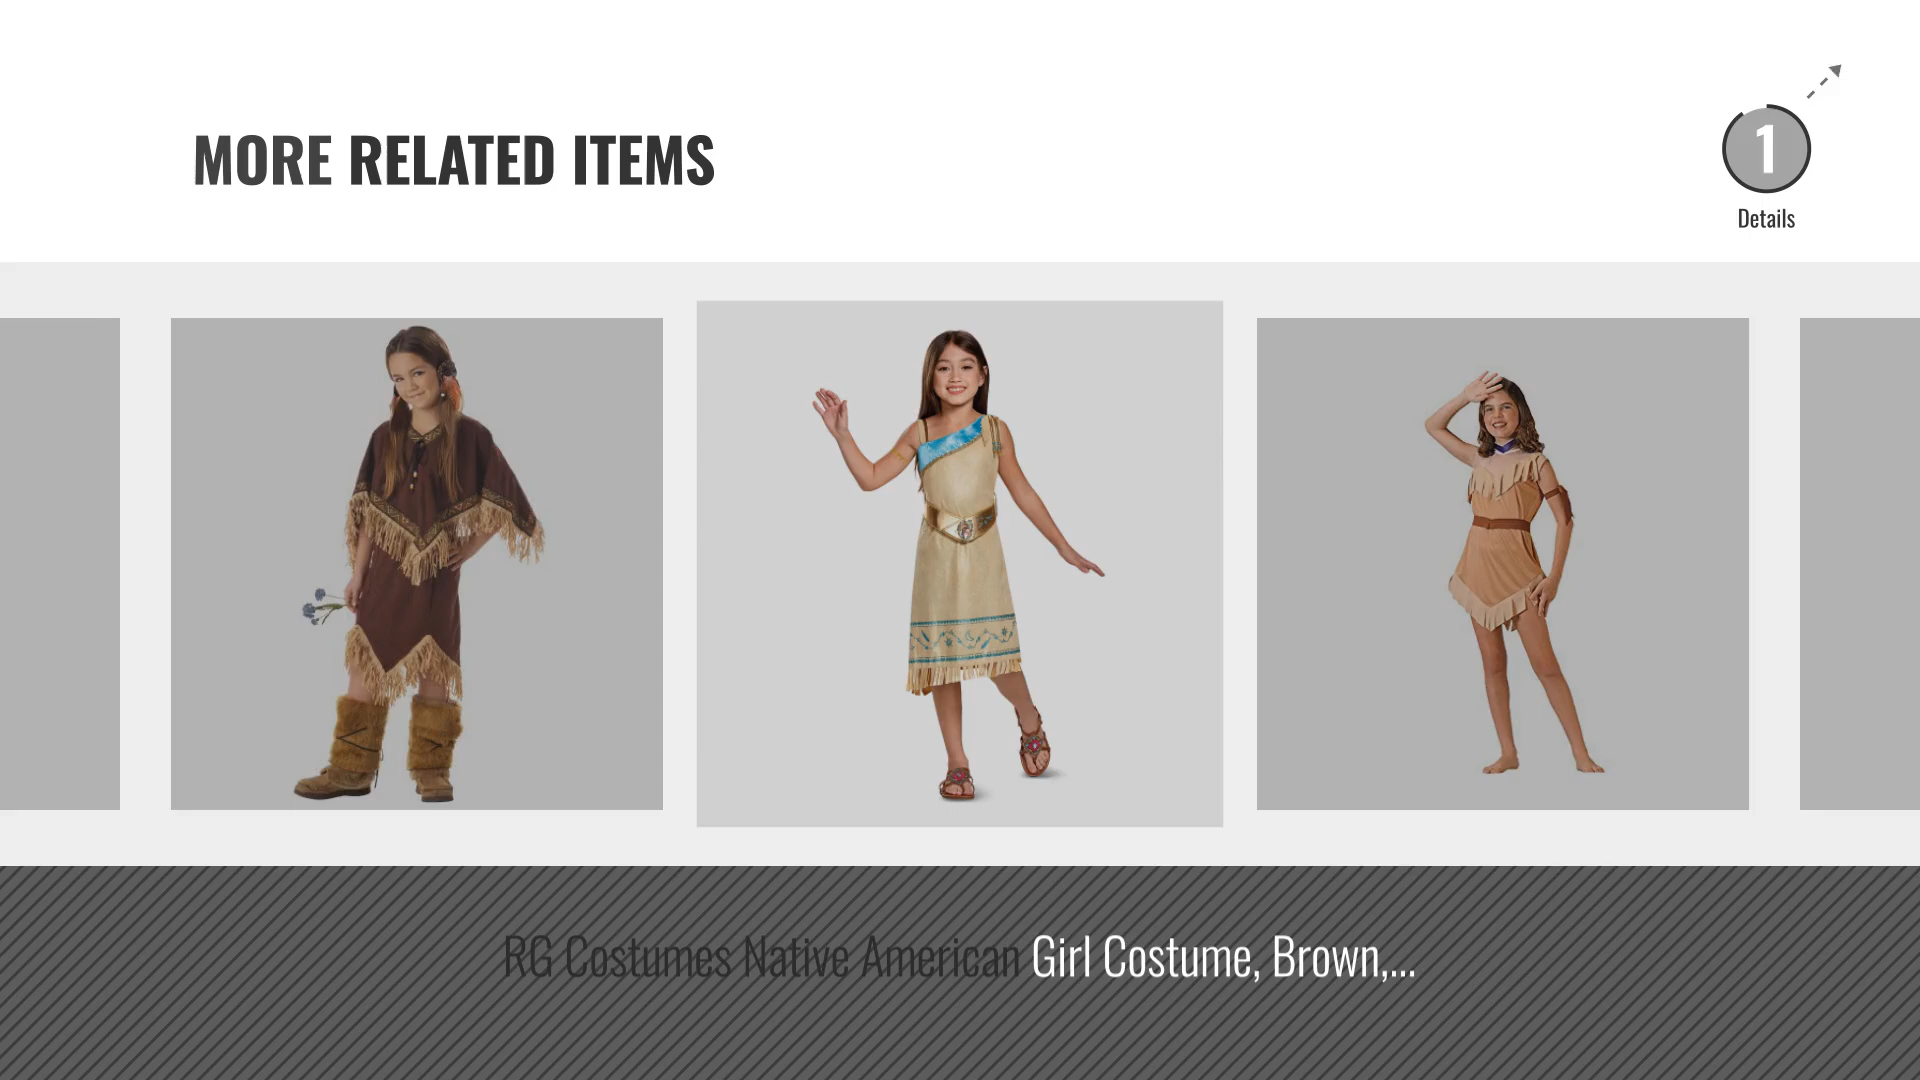 MORE RELATED ITEMS
1
Details
RG Costumes Native American Girl Costume, Brown,...